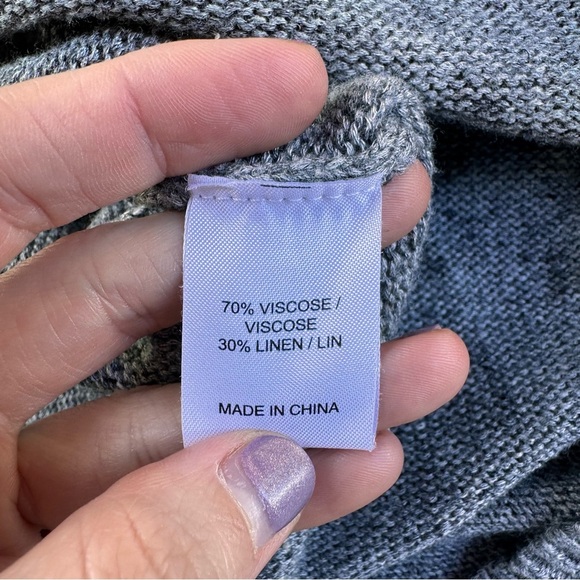 70% VISCOSE /
VISCOSE
30% LINEN / LIN
MADE IN CHINA